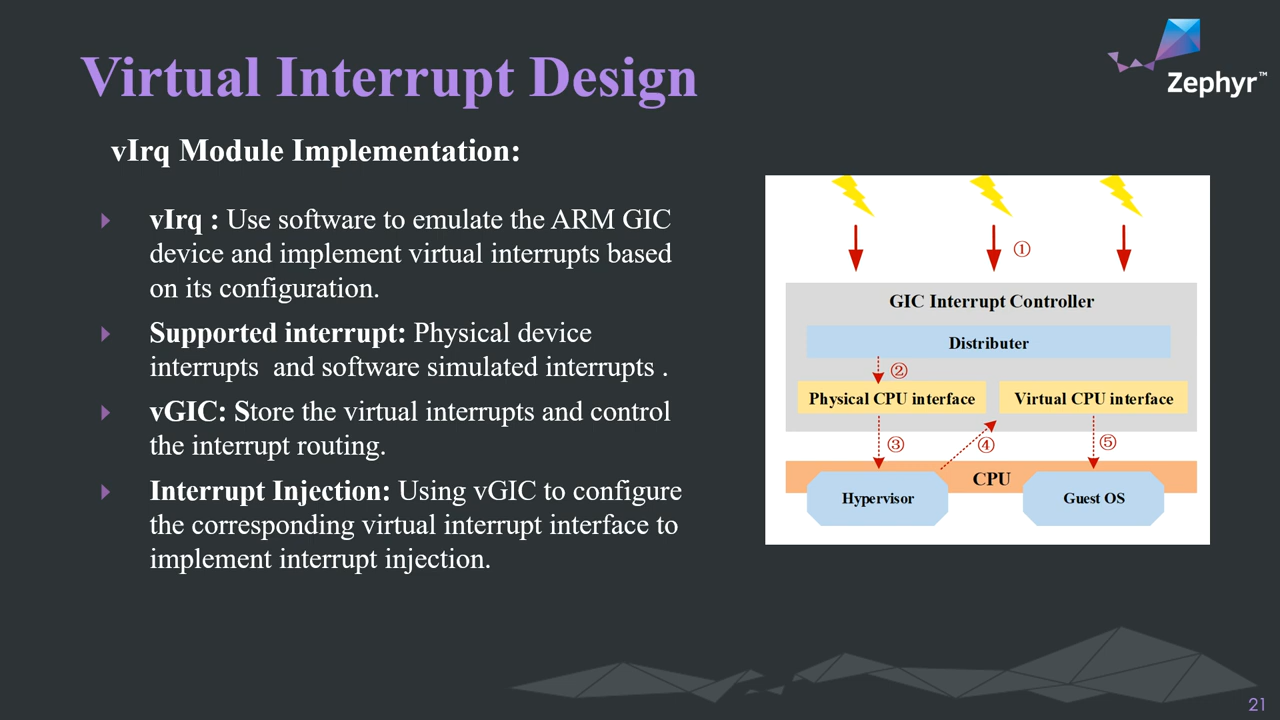 Virtual Interrupt Design
Zephyr™
vIrq Module Implementation:
vIrq : Use software to emulate the ARM GIC
device and implement virtual interrupts based
on its configuration.
Supported interrupt: Physical device
interrupts  and software simulated interrupts .
vGIC: Store the virtual interrupts and control
the interrupt routing.
Interrupt Injection: Using vGIC to configure
the corresponding virtual interrupt interface to
implement interrupt injection.
①
GIC Interrupt Controller
Distributer
②
Physical CPU interface
Virtual CPU interface
③
④
⑤
CPU
Hypervisor
Guest OS
21